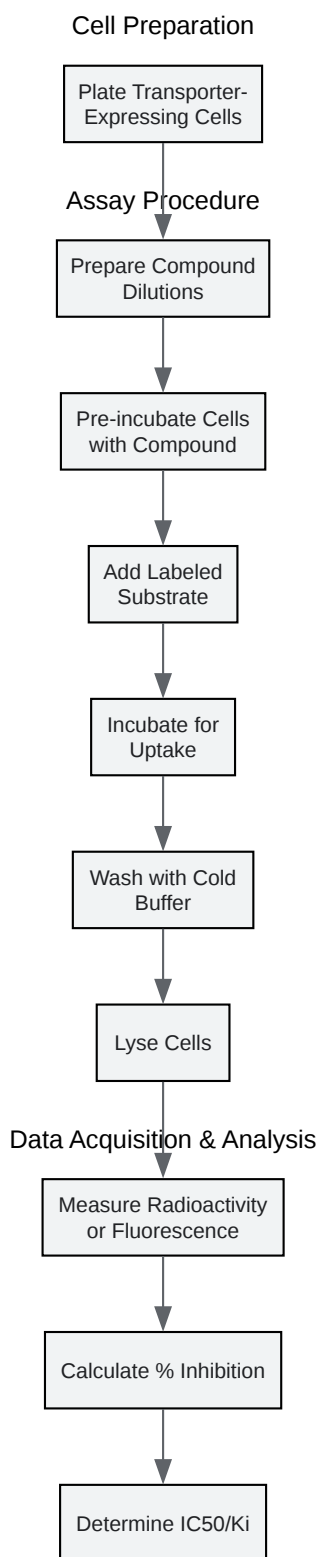 Cell Preparation
Plate Transporter-
Expressing Cells
Assay Procedure
Prepare Compound
Dilutions
Pre-incubate Cells
with Compound
Add Labeled
Substrate
Incubate for
Uptake
Wash with Cold
Buffer
Lyse Cells
Data Acquisition & Analysis
Measure Radioactivity
or Fluorescence
Calculate % Inhibition
Determine IC50/Ki